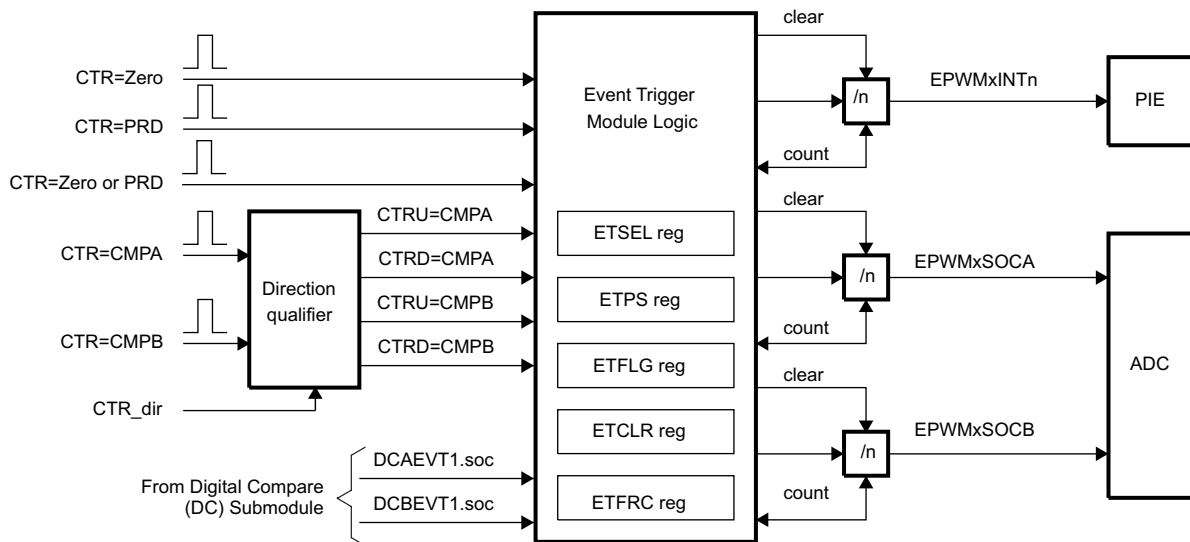 CTR=Zero
CTR=PRD
CTR=Zero or PRD
CTR=CMPA
CTR=CMPB
CTR_dir
Direction
qualifier
CTRU=CMPA
CTRD=CMPA
CTRU=CMPB
CTRD=CMPB
From Digital Compare
(DC) Submodule
DCAEVT1.soc
DCBEVT1.soc
Event Trigger
Module Logic
ETSEL reg
ETPS reg
ETFLG reg
ETCLR reg
ETFRC reg
clear
/n
count
EPWMxINTn
PIE
clear
/n
count
EPWMxSOCA
clear
/n
count
EPWMxSOCB
ADC